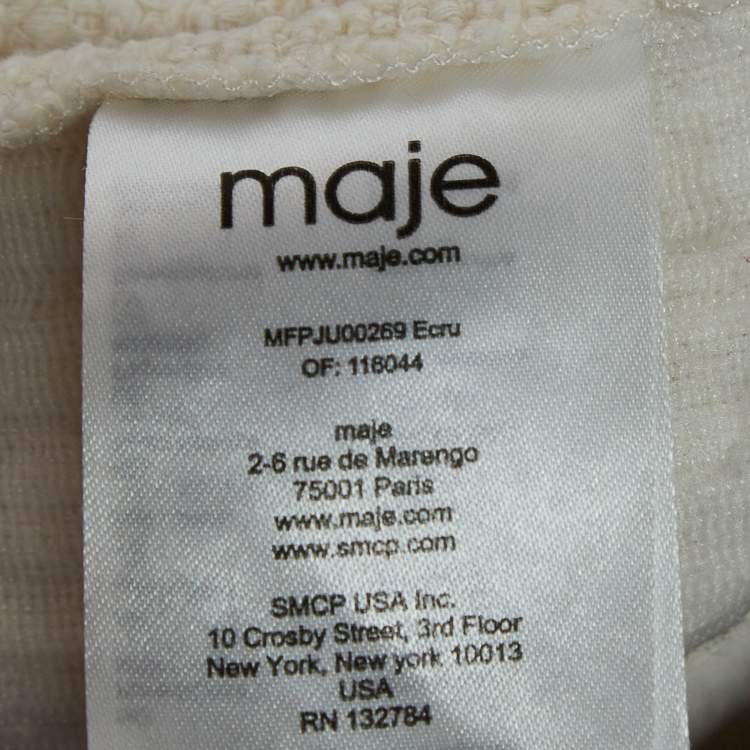 maje
www.maje.com
MFPJU00269 Ecru
OF: 116044
maje
2-6 rue de Marengo
75001 Paris
www.maje.com
www.smcp.com
SMCP USA Inc.
10 Crosby Street, 3rd Floor
New York, New york 10013
USA
RN 132784